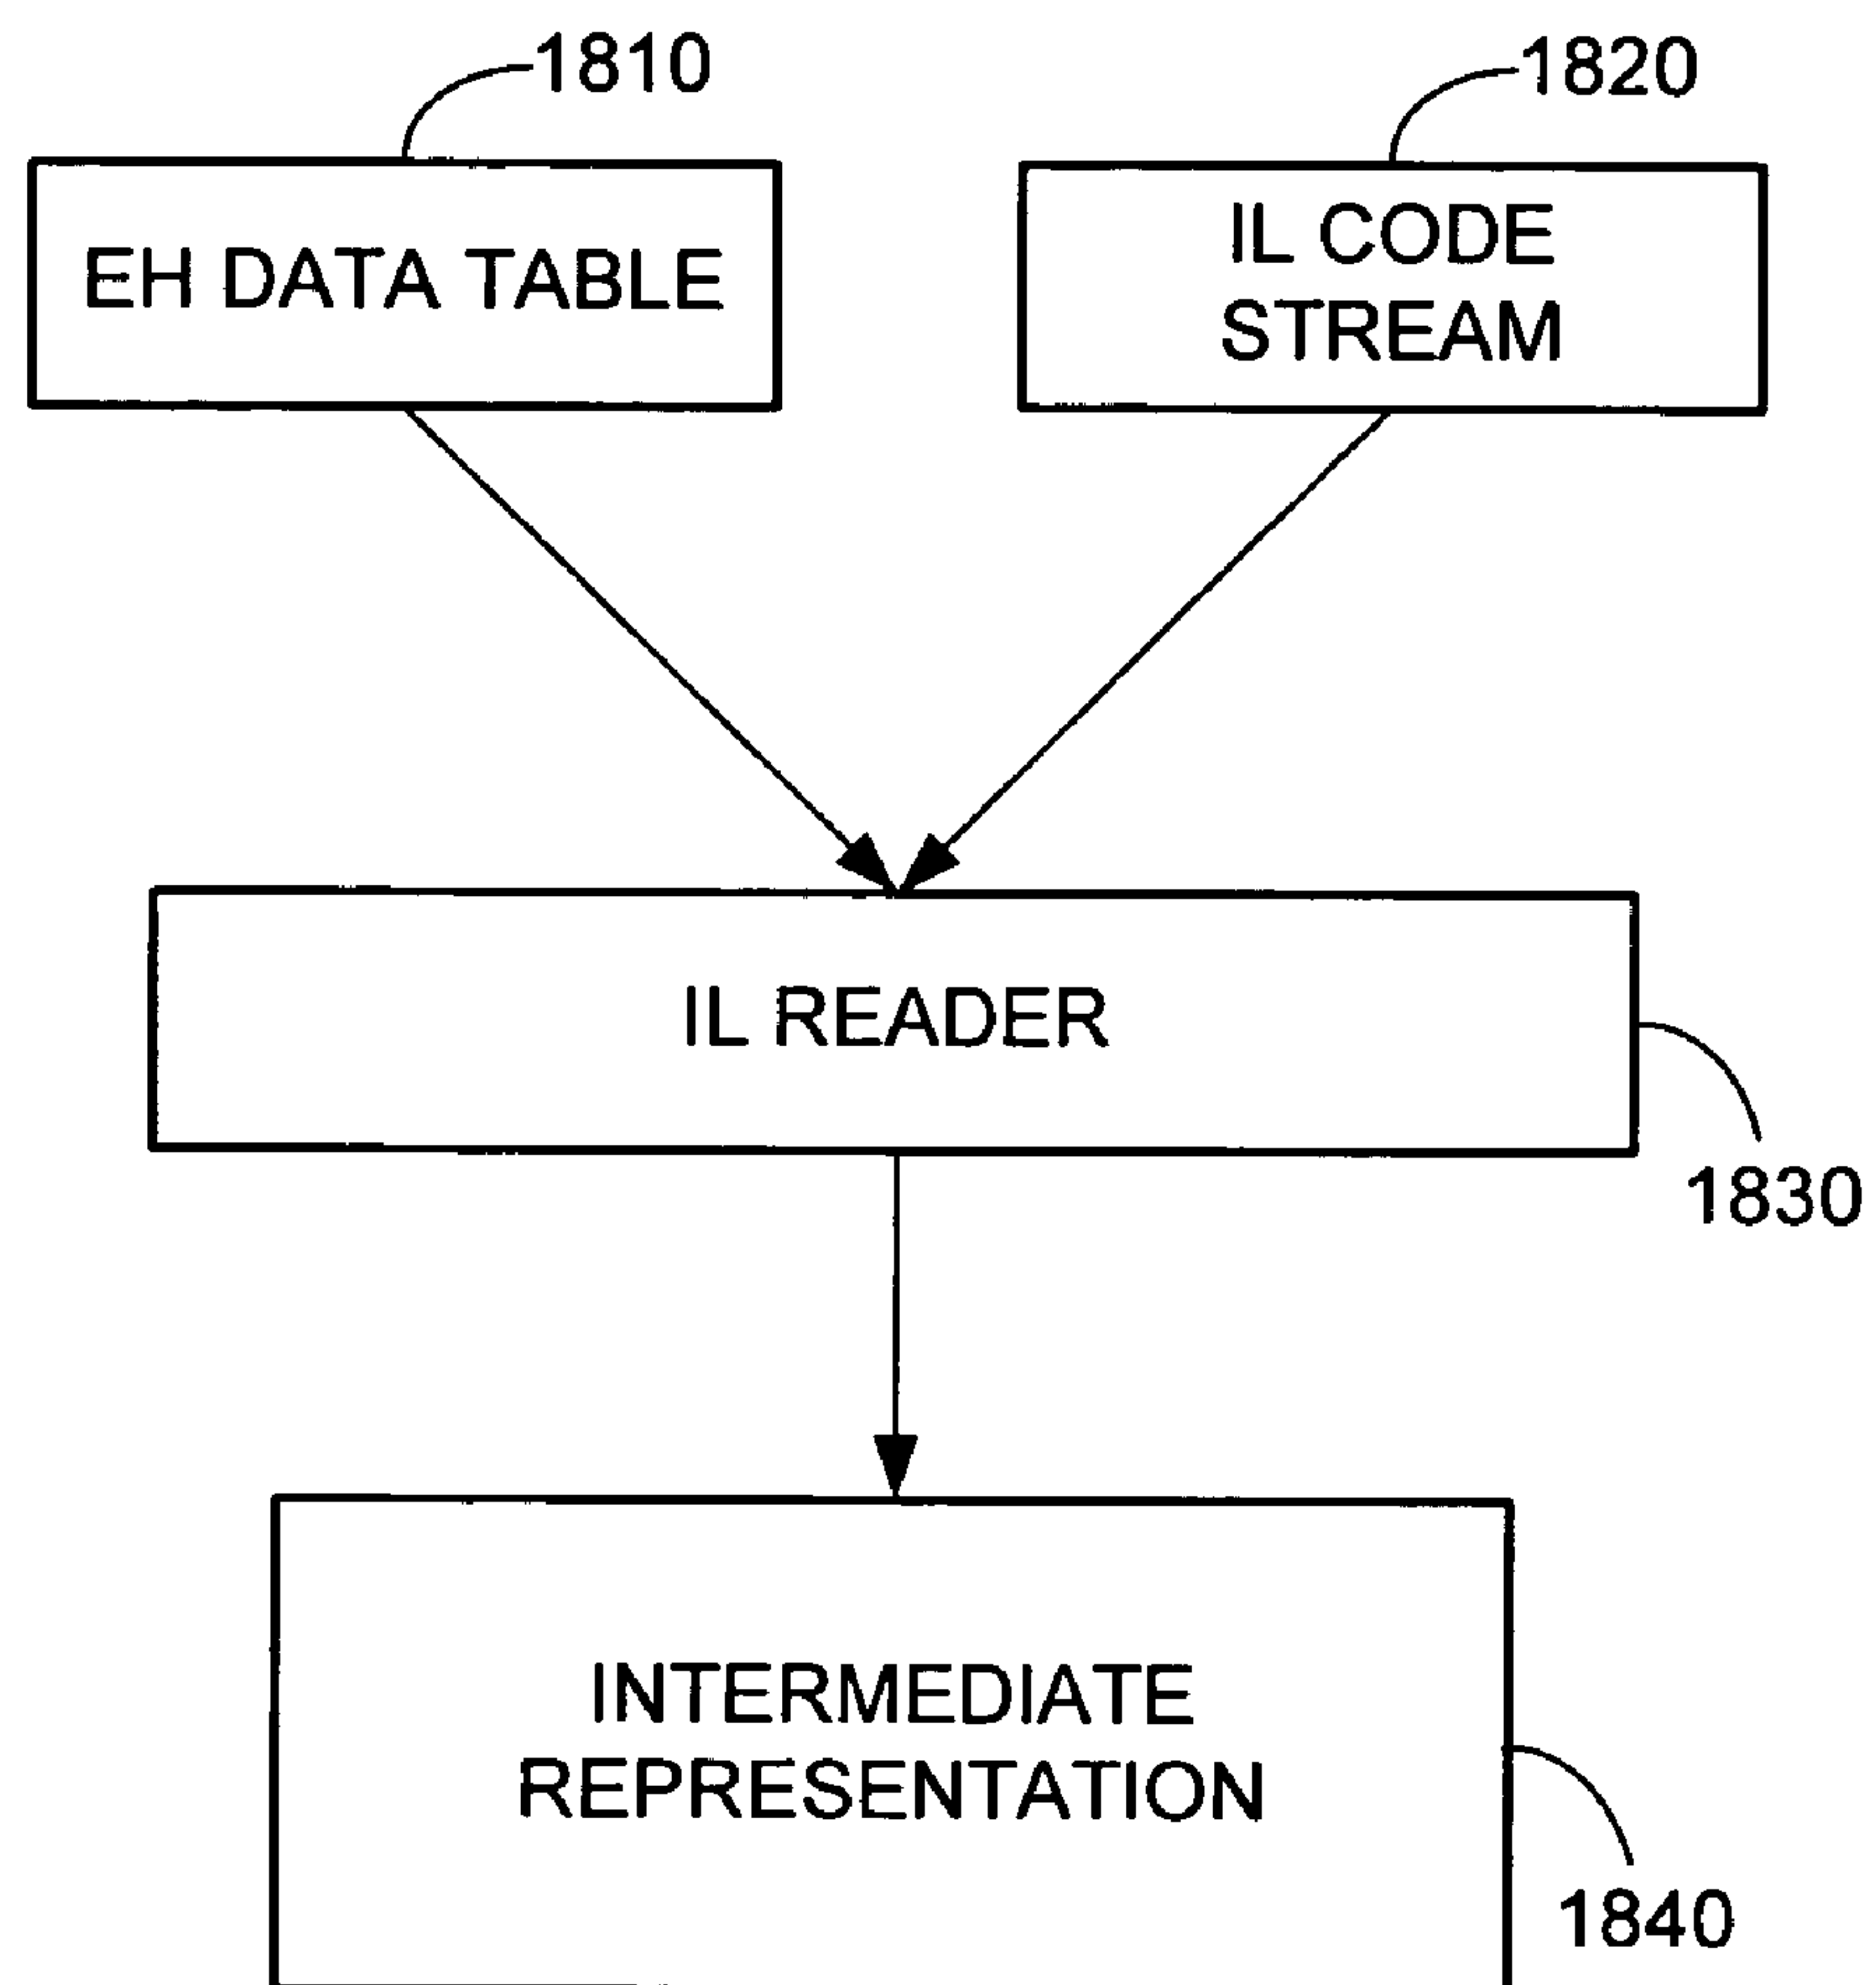 1810
1820
EH DATA TABLE
IL CODE
STREAM
IL READER
1830
INTERMEDIATE
REPRESENTATION
1840